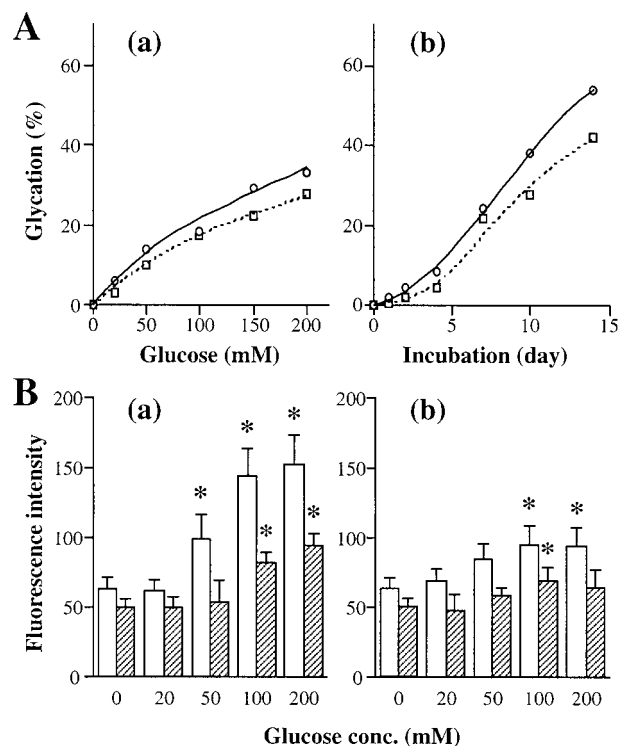 A
(a)
(b)
Glycation (%)
60
40
20
0
0 50 100 150 200
Glucose (mM)
60
40
20
0
0 5 10 15
Incubation (day)
B
(a)
(b)
Fluorescence intensity
200
150
100
50
0
* * * * *
0 20 50 100 200
200
150
100
50
0
* * *
0 20 50 100 200
Glucose conc. (mM)